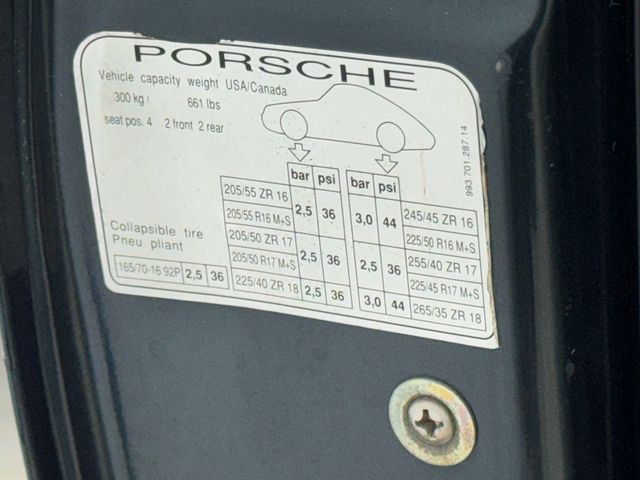 PORSCHE
Vehicle capacity weight USA/Canada
300 kg / 661 lbs
seat pos. 4 2 front 2 rear
993.701.287.14
bar psi bar psi
205/55 ZR 16 2,5 36 3,0 44 245/45 ZR 16
205/55 R16 M+S 225/50 R16 M+S
Collapsible tire 205/50 ZR 17 2,5 36 2,5 36 255/40 ZR 17
Pneu pliant 205/50 R17 M+S 225/45 R17 M+S
165/70-16 92P 2,5 36 225/40 ZR 18 2,5 36 3,0 44 265/35 ZR 18